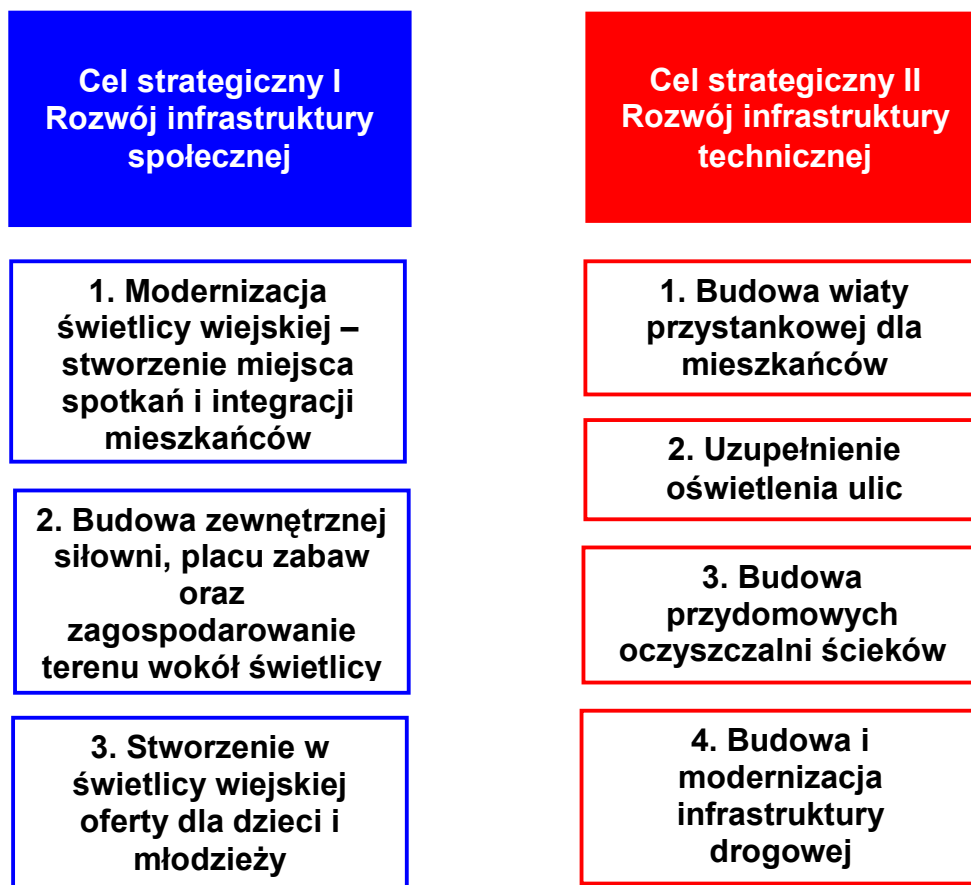 Cel strategiczny I
Rozwój infrastruktury
społecznej
1. Modernizacja
świetlicy wiejskiej –
stworzenie miejsca
spotkań i integracji
mieszkańców
2. Budowa zewnętrznej
siłowni, placu zabaw
oraz
zagospodarowanie
terenu wokół świetlicy
3. Stworzenie w
świetlicy wiejskiej
oferty dla dzieci i
młodzieży
Cel strategiczny II
Rozwój infrastruktury
technicznej
1. Budowa wiaty
przystankowej dla
mieszkańców
2. Uzupełnienie
oświetlenia ulic
3. Budowa
przydomowych
oczyszczalni ścieków
4. Budowa i
modernizacja
infrastruktury
drogowej